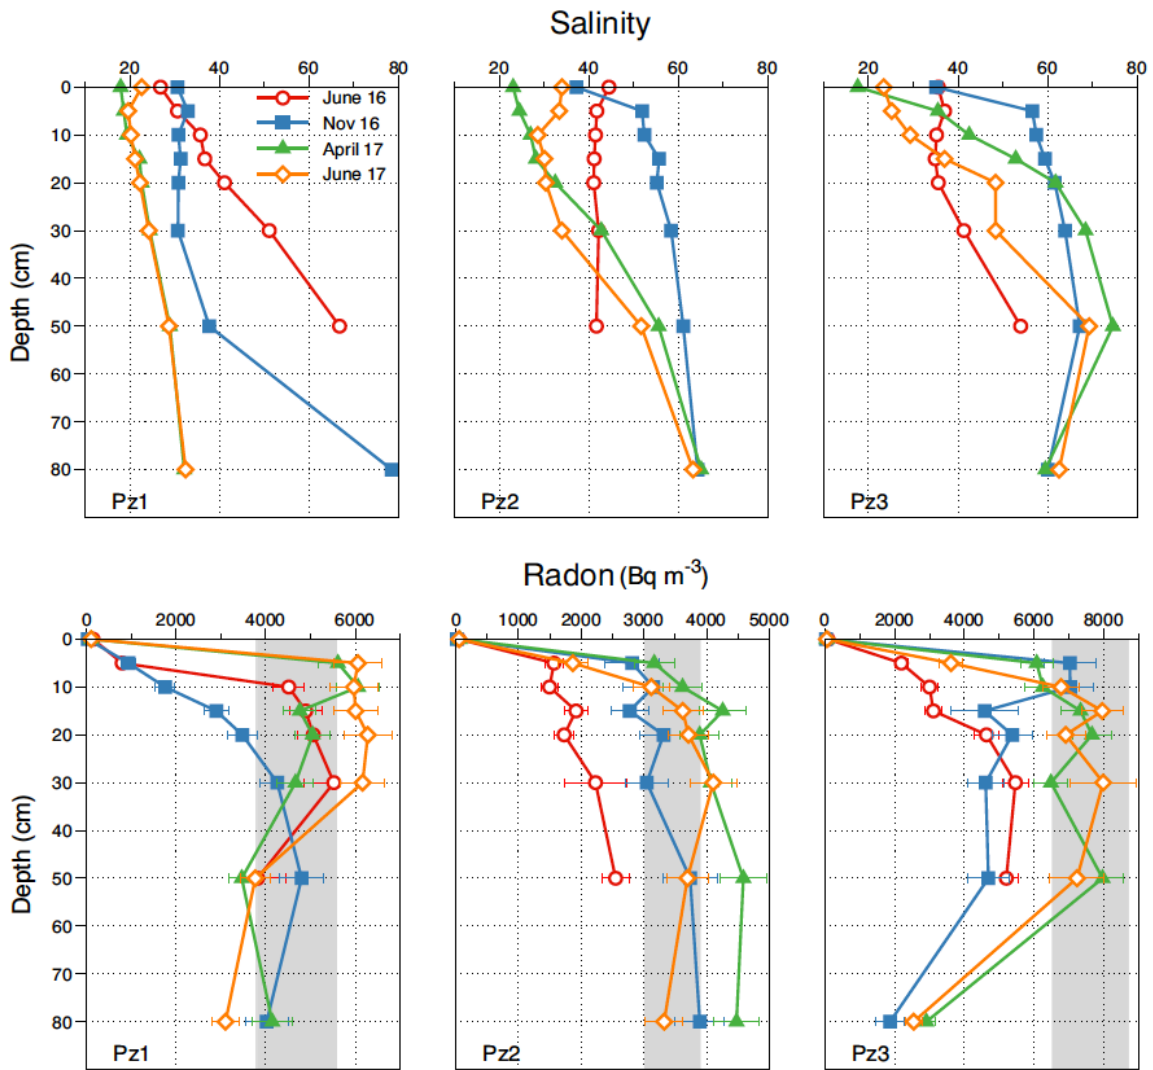 Salinity
20 40 60 80 20 40 60 80 20 40 60 80
0
10
20
30
40
50
60
70
80
Depth (cm)
June 16
Nov 16
April 17
June 17
Pz1 Pz2 Pz3
Radon (Bq m-3)
0 2000 4000 6000 0 1000 2000 3000 4000 5000 0 2000 4000 6000 8000
0
10
20
30
40
50
60
70
80
Depth (cm)
Pz1 Pz2 Pz3